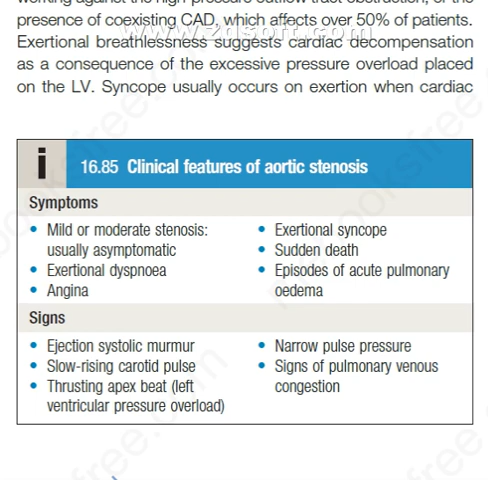 working against the high-pressure outflow tract obstruction, or the
presence of coexisting CAD, which affects over 50% of patients.
www.2dsoft.com
Exertional breathlessness suggests cardiac decompensation
as a consequence of the excessive pressure overload placed
on the LV. Syncope usually occurs on exertion when cardiac
i 16.85 Clinical features of aortic stenosis
Symptoms
• Mild or moderate stenosis:
usually asymptomatic
• Exertional dyspnoea
• Angina
• Exertional syncope
• Sudden death
• Episodes of acute pulmonary
oedema
Signs
• Ejection systolic murmur
• Slow-rising carotid pulse
• Thrusting apex beat (left
ventricular pressure overload)
• Narrow pulse pressure
• Signs of pulmonary venous
congestion